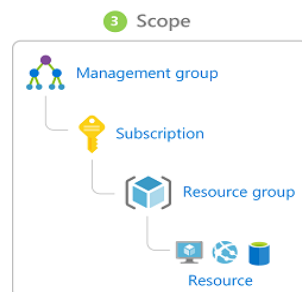 3 Scope
Management group
Subscription
Resource group
Resource